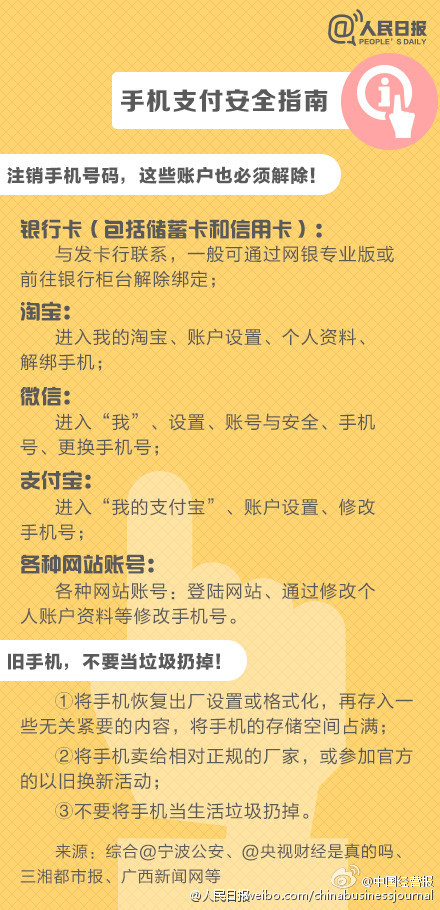 @人民日报
PEOPLE'S DAILY
手机支付安全指南
注销手机号码，这些账户也必须解除！
银行卡（包括储蓄卡和信用卡）：
与发卡行联系，一般可通过网银专业版或
前往银行柜台解除绑定；
淘宝：
进入我的淘宝、账户设置、个人资料、
解绑手机；
微信：
进入“我”、设置、账号与安全、手机
号、更换手机号；
支付宝：
进入“我的支付宝”、账户设置、修改
手机号；
各种网站账号：
各种网站账号：登陆网站、通过修改个
人账户资料等修改手机号。
旧手机，不要当垃圾扔掉！
①将手机恢复出厂设置或格式化，再存入一
些无关紧要的内容，将手机的存储空间占满；
②将手机卖给相对正规的厂家，或参加官方
的以旧换新活动；
③不要将手机当生活垃圾扔掉。
来源：综合@宁波公安、@央视财经是真的吗、
三湘都市报、广西新闻网等
@中国经营报
@人民日报
weibo.com/chinabusinessjournal